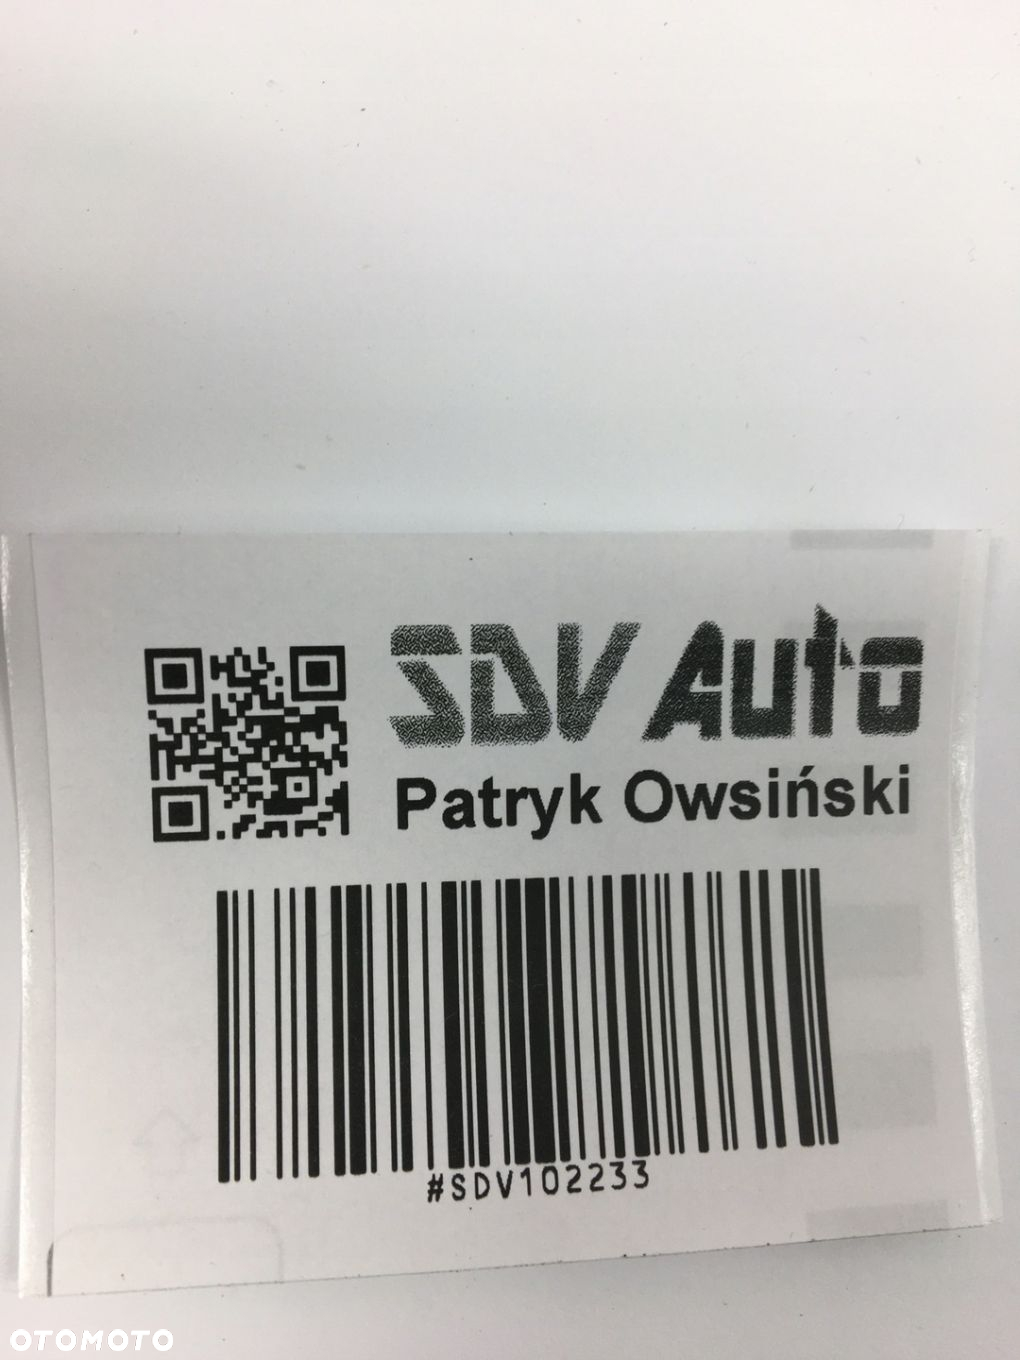 SDV Auto
Patryk Owsiński
#SDV102233
OTOMOTO